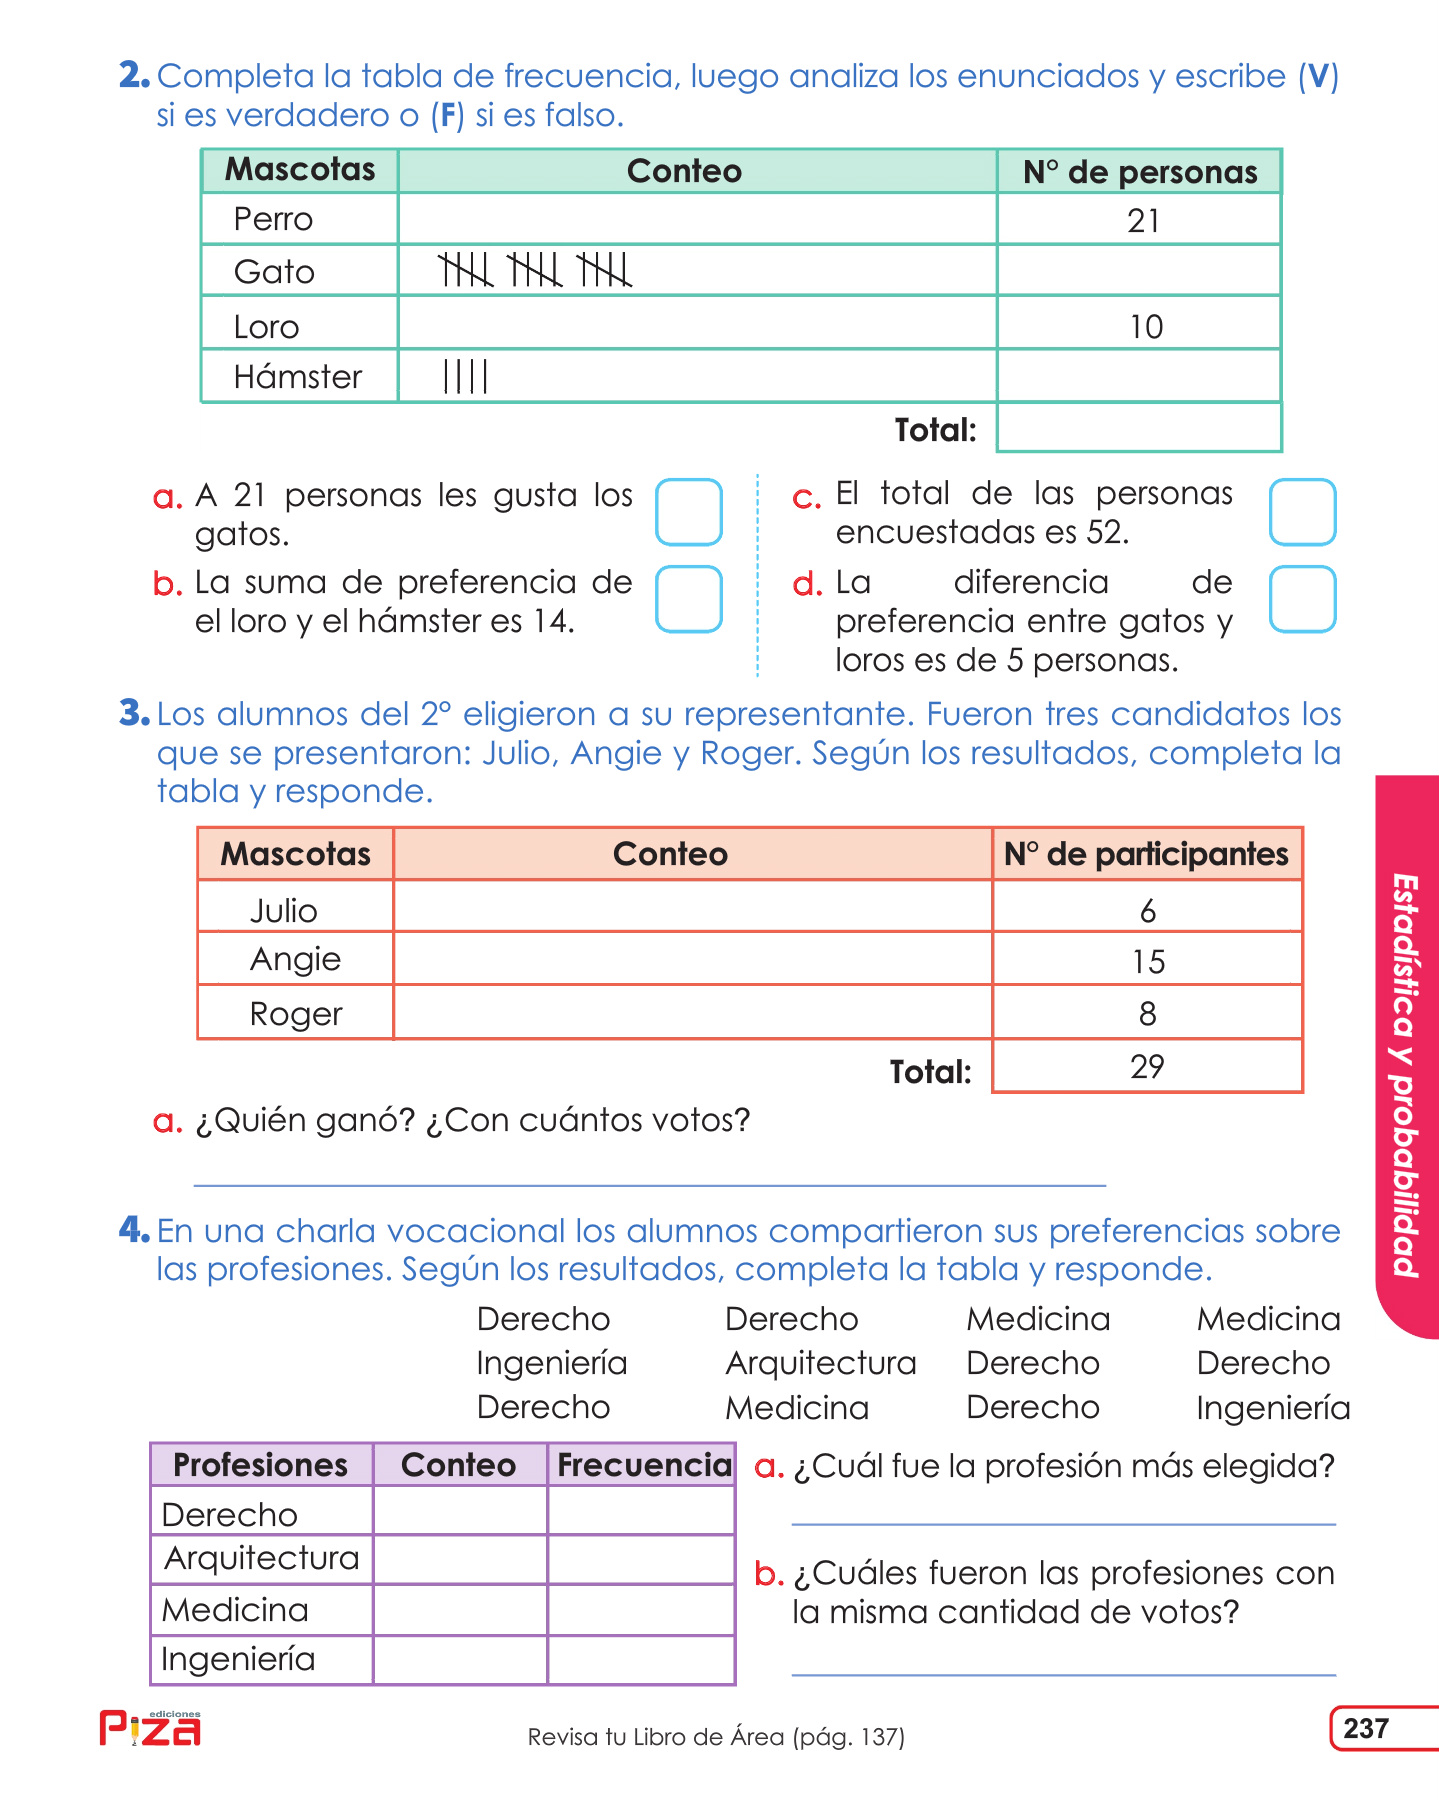 2. Completa la tabla de frecuencia, luego analiza los enunciados y escribe (V)
si es verdadero o (F) si es falso.
Mascotas Conteo N° de personas
Perro 21
Gato
Loro 10
Hámster
Total:
a. A 21 personas les gusta los
gatos.
b. La suma de preferencia de
el loro y el hámster es 14.
c. El total de las personas
encuestadas es 52.
d. La diferencia de
preferencia entre gatos y
loros es de 5 personas.
3. Los alumnos del 2° eligieron a su representante. Fueron tres candidatos los
que se presentaron: Julio, Angie y Roger. Según los resultados, completa la
tabla y responde.
Mascotas Conteo N° de participantes
Julio 6
Angie 15
Roger 8
Total: 29
a. ¿Quién ganó? ¿Con cuántos votos?
4. En una charla vocacional los alumnos compartieron sus preferencias sobre
las profesiones. Según los resultados, completa la tabla y responde.
Derecho Derecho Medicina Medicina
Ingeniería Arquitectura Derecho Derecho
Derecho Medicina Derecho Ingeniería
Profesiones Conteo Frecuencia
Derecho
Arquitectura
Medicina
Ingeniería
a. ¿Cuál fue la profesión más elegida?
b. ¿Cuáles fueron las profesiones con
la misma cantidad de votos?
Estadística y probabilidad
ediciones
Piza
Revisa tu Libro de Área (pág. 137)
237